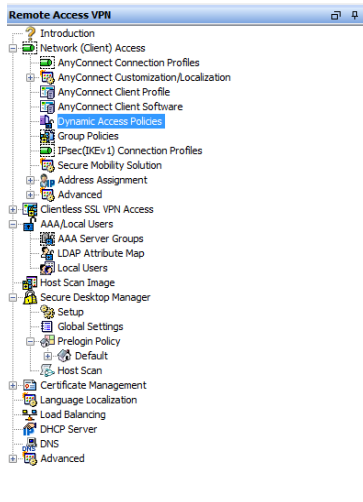 Remote Access VPN
Introduction
Network (Client) Access
AnyConnect Connection Profiles
AnyConnect Customization/Localization
AnyConnect Client Profile
AnyConnect Client Software
Dynamic Access Policies
Group Policies
IPsec(IKEv1) Connection Profiles
Secure Mobility Solution
Address Assignment
Advanced
Clientless SSL VPN Access
AAA/Local Users
AAA Server Groups
LDAP Attribute Map
Local Users
Host Scan Image
Secure Desktop Manager
Setup
Global Settings
Prelogin Policy
Default
Host Scan
Certificate Management
Language Localization
Load Balancing
DHCP Server
DNS
Advanced